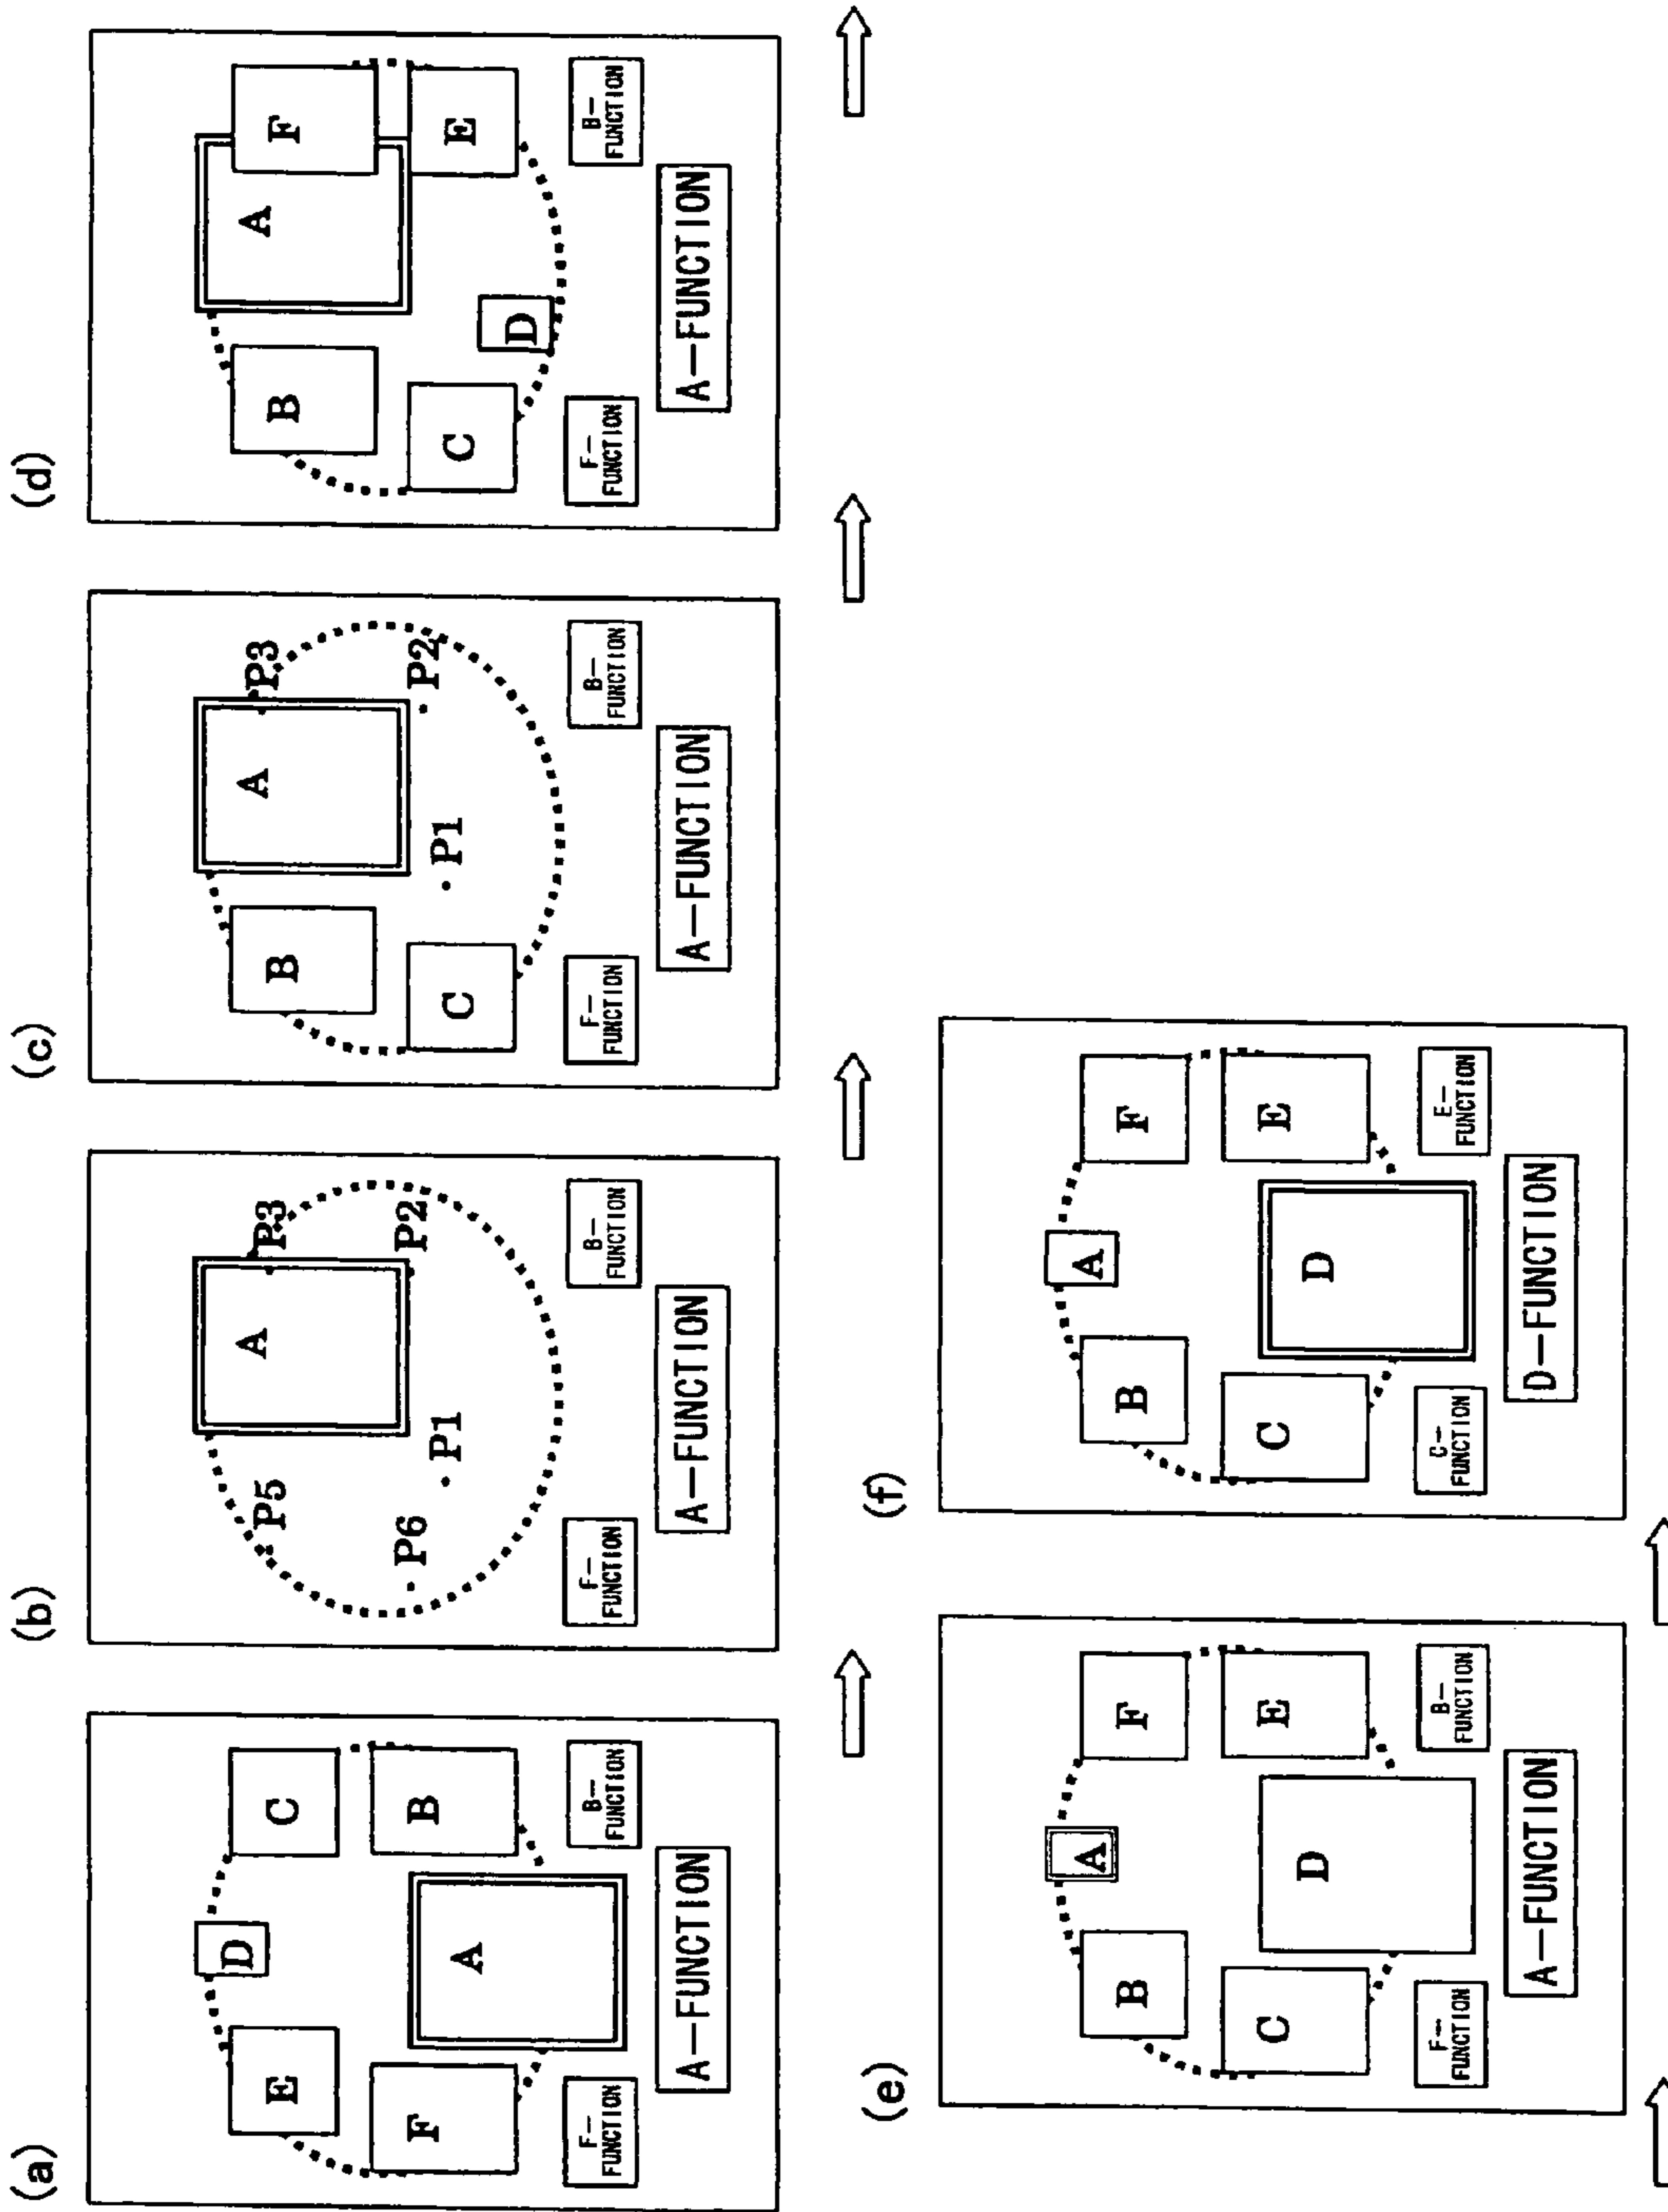 (a)
D
E
C
F
B
A
F—
FUNCTION
B—
FUNCTION
A—FUNCTION
(b)
P5
A
P3
P6
P1
P2
F—
FUNCTION
B—
FUNCTION
A—FUNCTION
(c)
B
A
P3
C
P1
P2
F—
FUNCTION
B—
FUNCTION
A—FUNCTION
(d)
B
A
F
C
E
D
F—
FUNCTION
B—
FUNCTION
A—FUNCTION
(e)
A
B
F
C
E
D
F—
FUNCTION
B—
FUNCTION
A—FUNCTION
(f)
A
B
F
C
E
D
C—
FUNCTION
E—
FUNCTION
D—FUNCTION